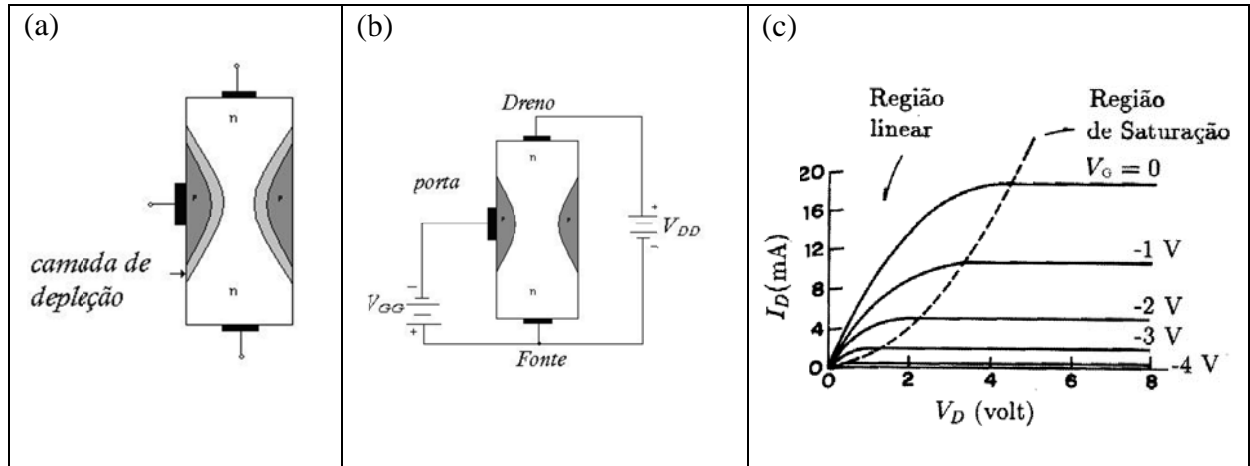 (a)
n
p
p
camada de
depleção
n
(b)
Dreno
n
porta
p
p
+
V_DD
−
−
V_GG
+
n
Fonte
(c)
Região
linear
Região
de Saturação
V_G = 0
-1 V
-2 V
-3 V
-4 V
20
16
12
8
4
0
I_D (mA)
0 2 4 6 8
V_D (volt)